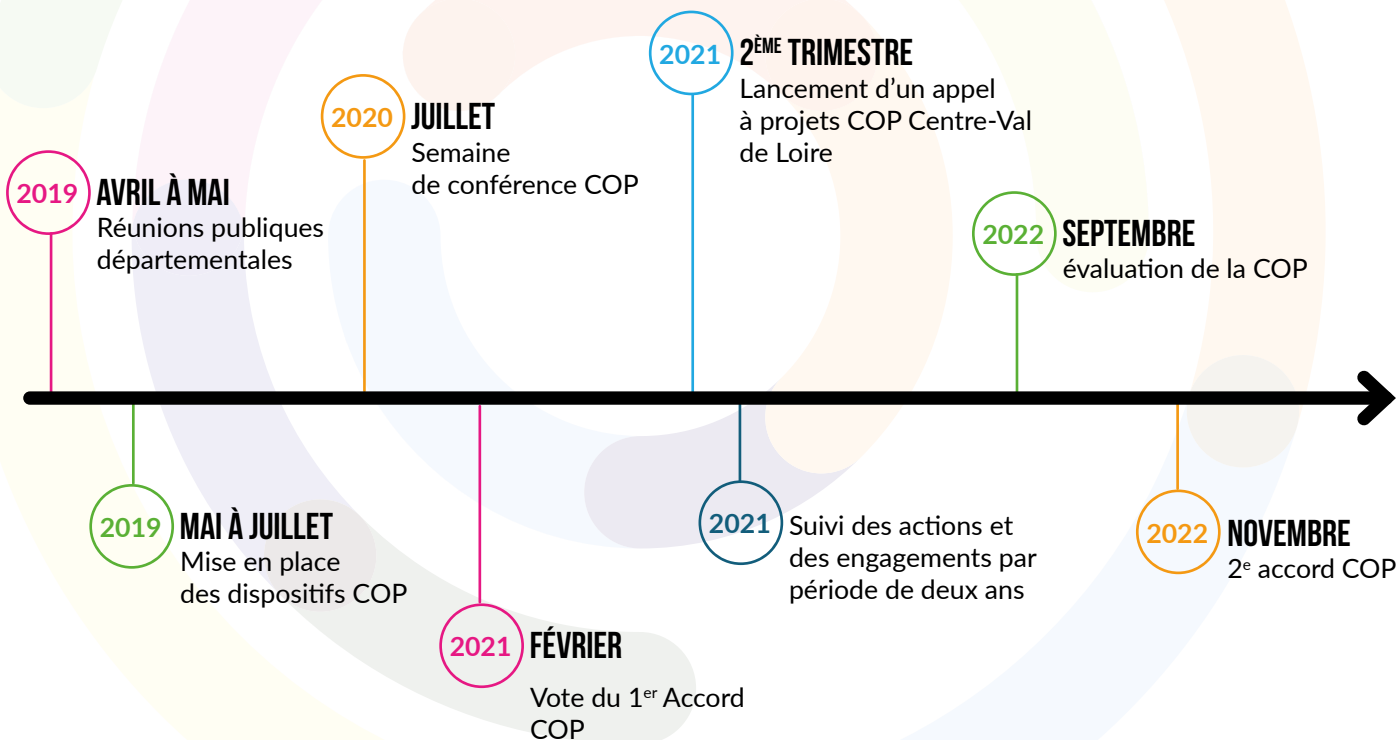 2019
AVRIL À MAI
Réunions publiques
départementales
2019
MAI À JUILLET
Mise en place
des dispositifs COP
2020
JUILLET
Semaine
de conférence COP
2021
FÉVRIER
Vote du 1er Accord
COP
2021
2ÈME TRIMESTRE
Lancement d’un appel
à projets COP Centre-Val
de Loire
2021
Suivi des actions et
des engagements par
période de deux ans
2022
SEPTEMBRE
évaluation de la COP
2022
NOVEMBRE
2e accord COP